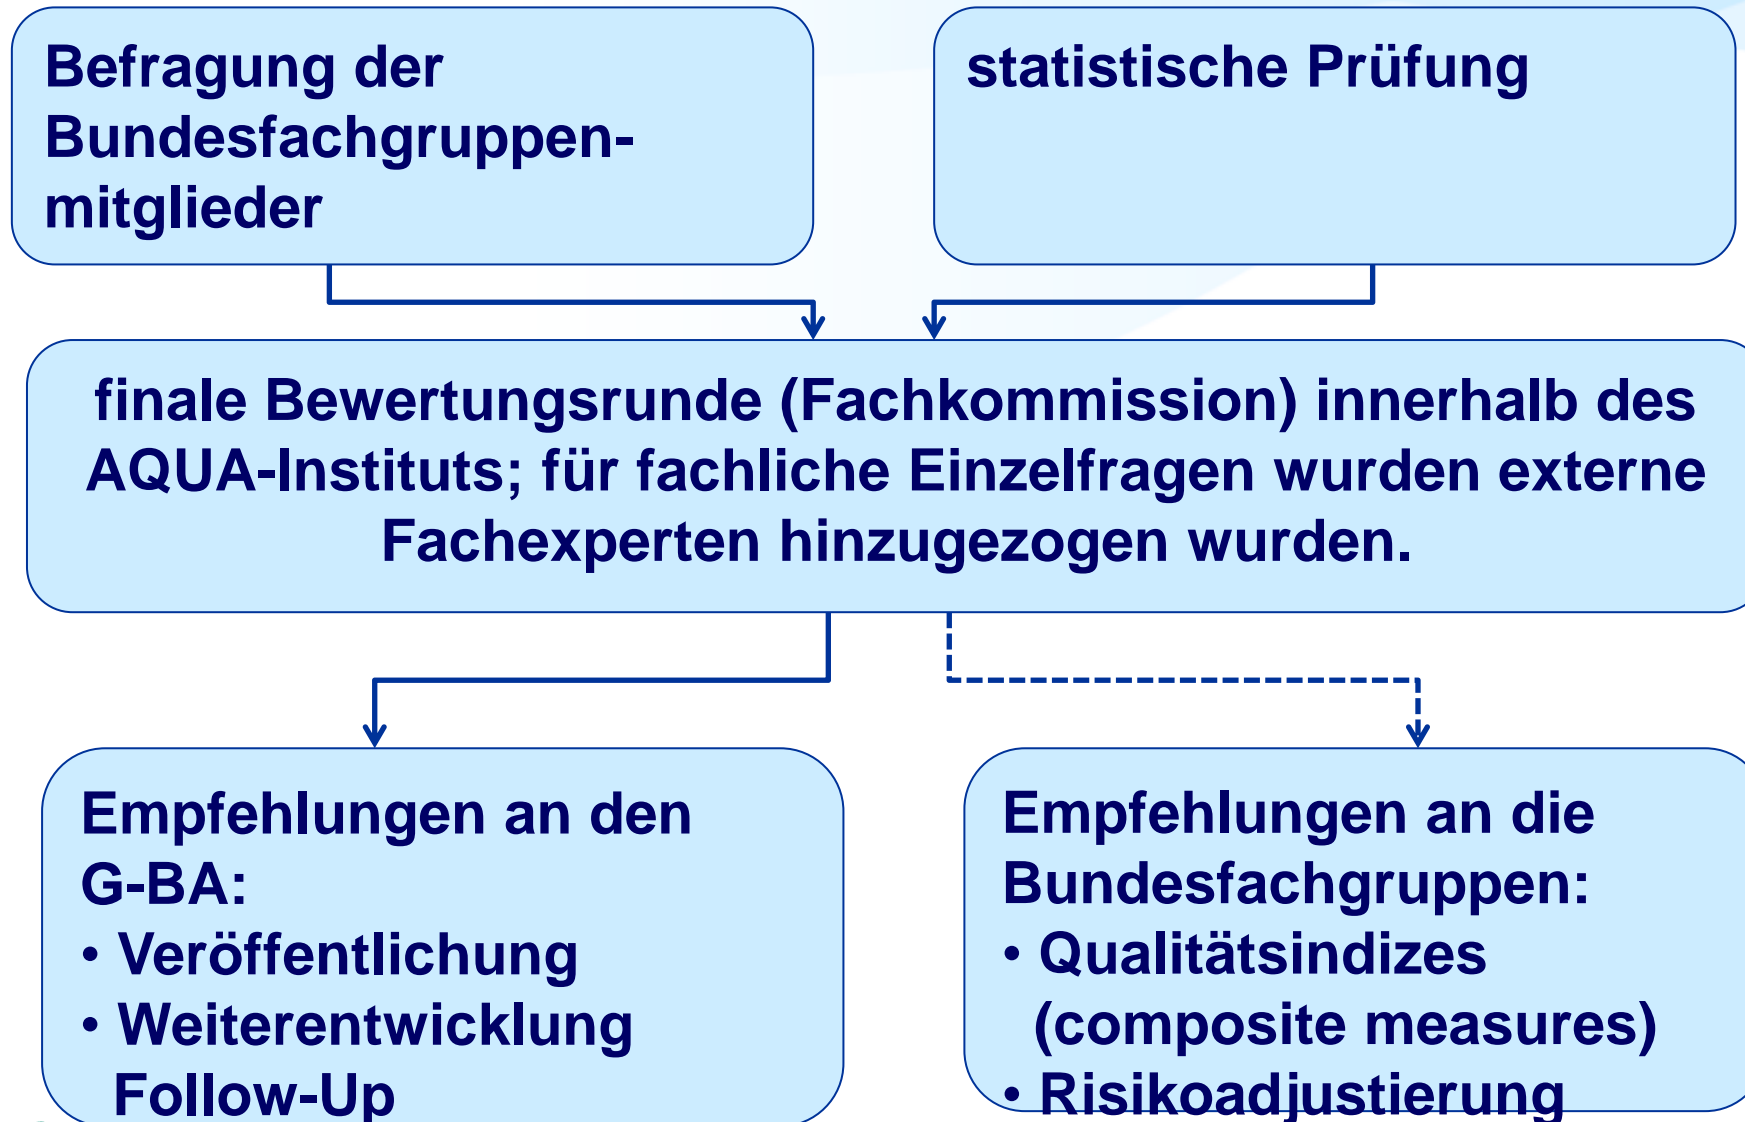 Befragung der
Bundesfachgruppen-
mitglieder
statistische Prüfung
finale Bewertungsrunde (Fachkommission) innerhalb des
AQUA-Instituts; für fachliche Einzelfragen wurden externe
Fachexperten hinzugezogen wurden.
Empfehlungen an den
G-BA:
• Veröffentlichung
• Weiterentwicklung
Follow-Up
Empfehlungen an die
Bundesfachgruppen:
• Qualitätsindizes
(composite measures)
• Risikoadjustierung